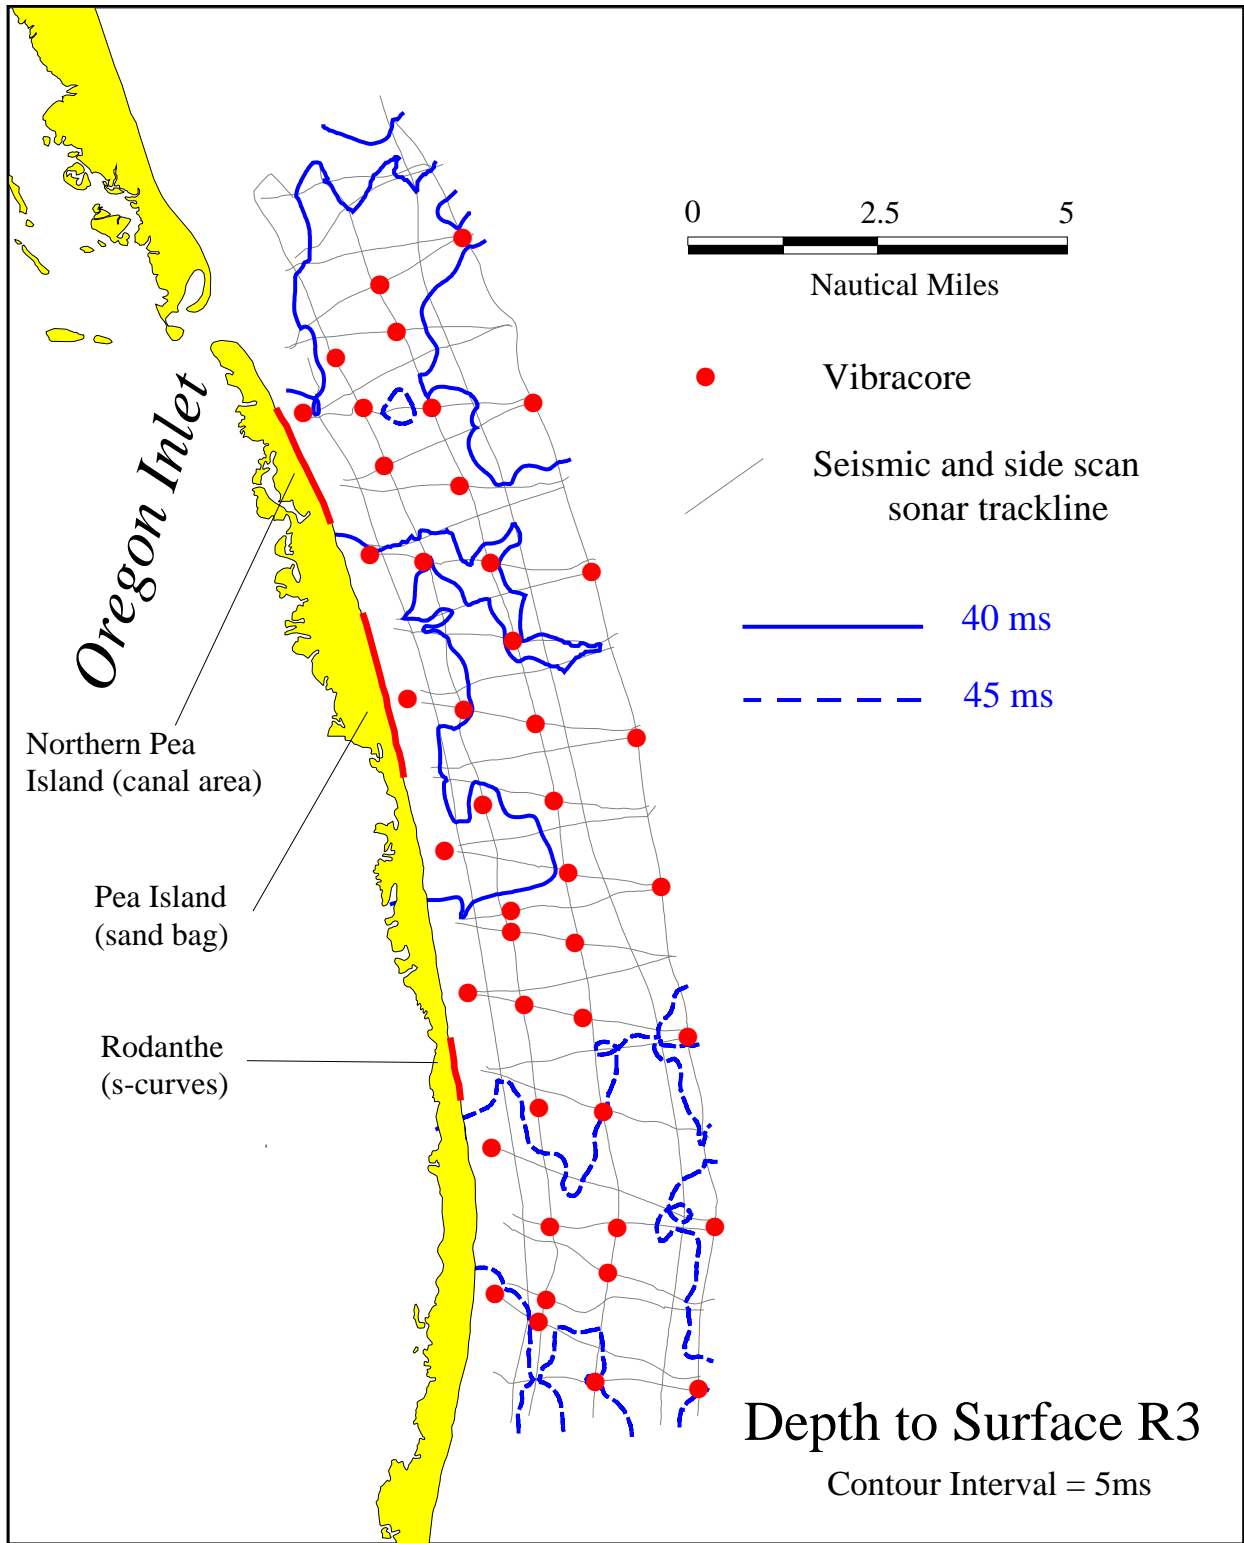 0 2.5 5
Nautical Miles
Vibracore
Seismic and side scan
sonar trackline
40 ms
45 ms
Oregon Inlet
Northern Pea
Island (canal area)
Pea Island
(sand bag)
Rodanthe
(s-curves)
Depth to Surface R3
Contour Interval = 5ms